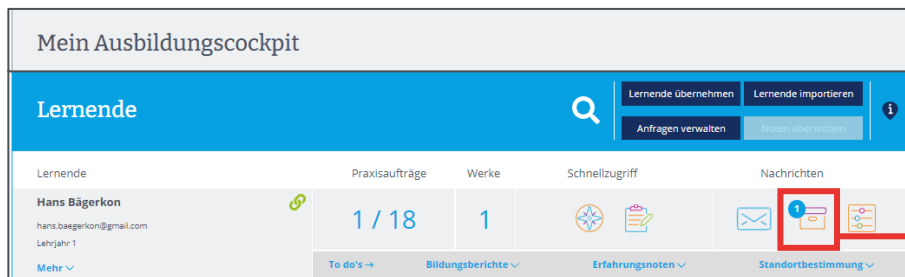 Mein Ausbildungscockpit
Lernende
Lernende übernehmen
Lernende importieren
Anfragen verwalten
Noten übermitteln
Lernende
Praxisaufträge
Werke
Schnellzugriff
Nachrichten
Hans Bägerkon
hans.baegerkon@gmail.com
Lehrjahr 1
1 / 18
1
1
Mehr
To do's→
Bildungsberichte
Erfahrungsnoten
Standortbestimmung